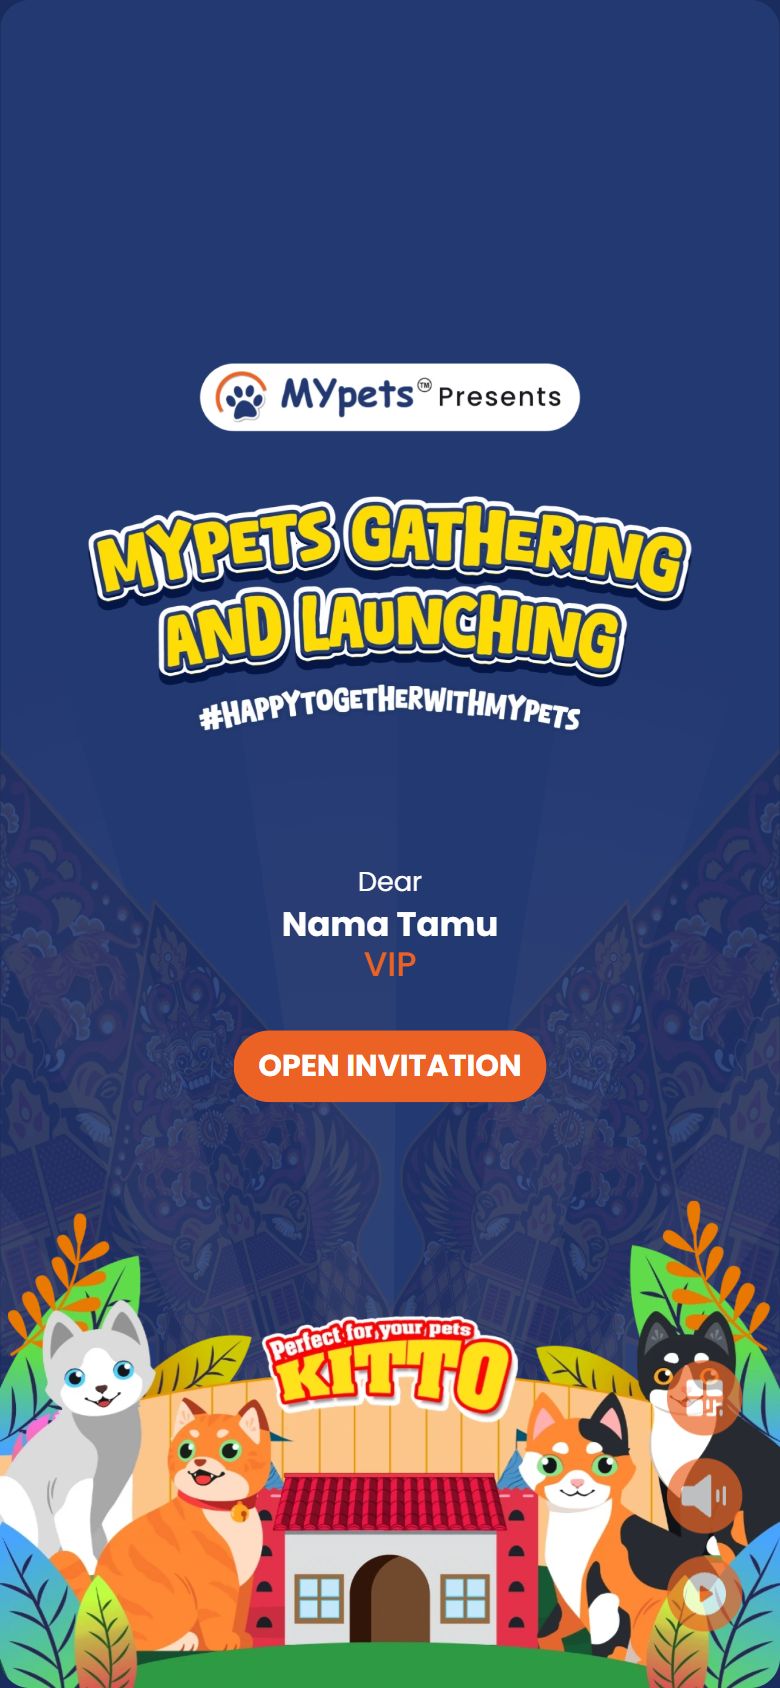 MYpets™ Presents
MYPETS GATHERING
AND LAUNCHING
#HAPPYTOGETHERWITHMYPETS
Dear
Nama Tamu
VIP
OPEN INVITATION
Perfect for your pets
KITTO